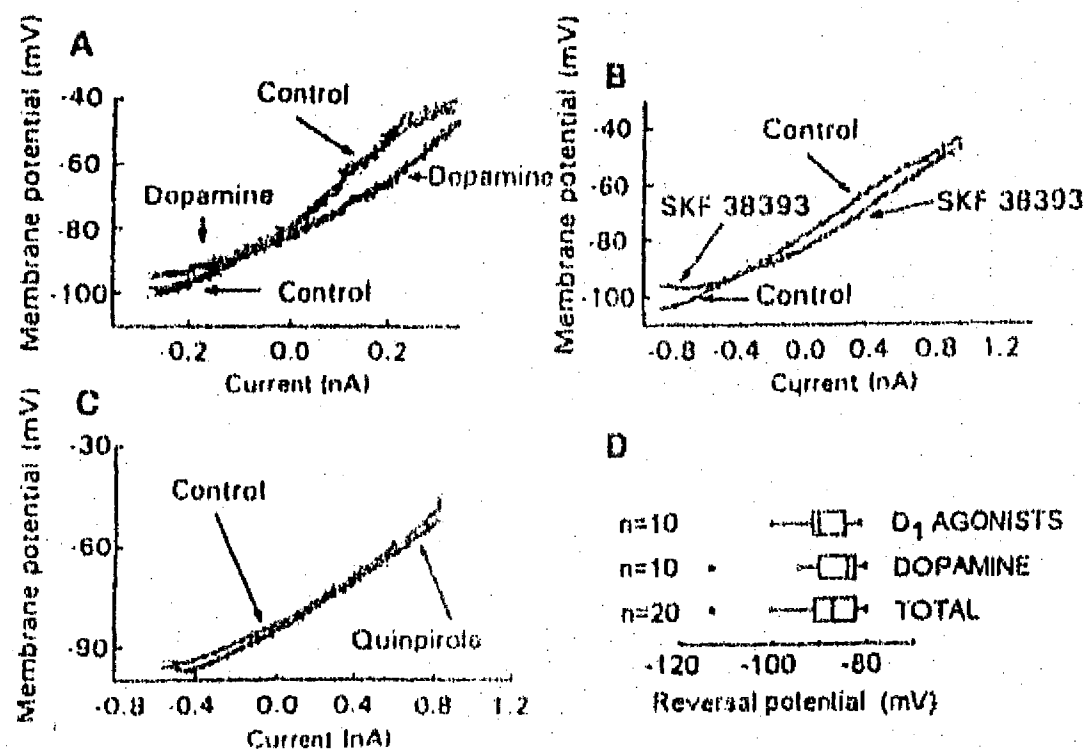 A
Membrane potential (mV)
-40
-60
-80
-100
Control
Dopamine
Dopamine
Control
-0.2
0.0
0.2
Current (nA)
B
Membrane potential (mV)
-40
-60
-80
-100
Control
SKF 38393
SKF 38393
Control
-0.8
-0.4
0.0
0.4
0.8
1.2
Current (nA)
C
Membrane potential (mV)
-30
-60
-90
Control
Quinpirole
-0.8
-0.4
0.0
0.4
0.8
1.2
Current (nA)
D
n=10 D1 AGONISTS
n=10 DOPAMINE
n=20 TOTAL
-120
-100
-80
Reversal potential (mV)